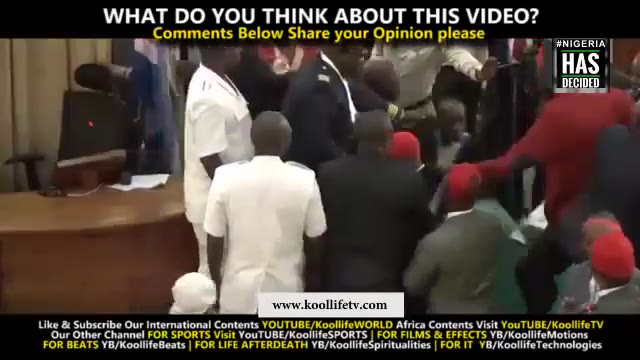 WHAT DO YOU THINK ABOUT THIS VIDEO?
Comments Below Share your Opinion please
#NIGERIA
HAS
DECIDED
www.koollifetv.com
Like & Subscribe Our International Contents YOUTUBE/KoollifeWORLD Africa Contents Visit YouTUBE/KoollifeTV
Our Other Channel FOR SPORTS Visit YouTUBE/KoollifeSPORTS | FOR FILMS & EFFECTS YB/KoollifeMotions
FOR BEATS YB/KoollifeBeats | FOR LIFE AFTERDEATH YB/KoollifeSpiritualities | FOR IT YB/KoollifeTechnologies